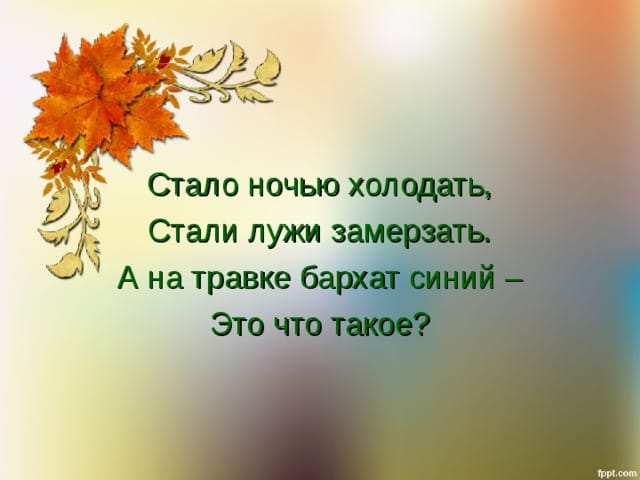 Стало ночью холодать,
Стали лужи замерзать.
А на травке бархат синий –
Это что такое?
fppt.com